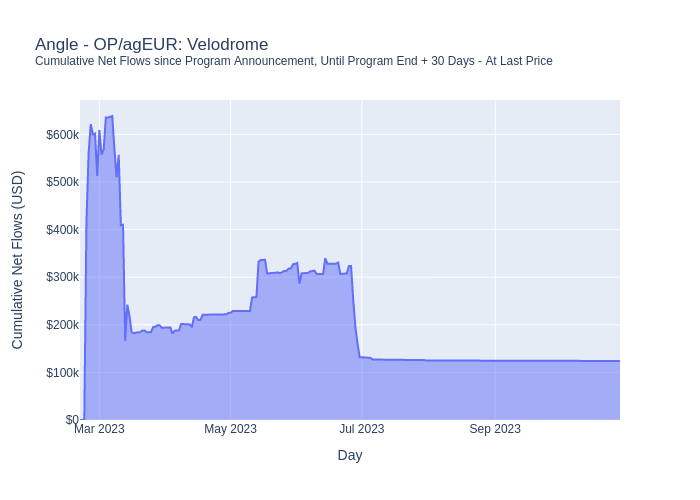 Angle - OP/agEUR: Velodrome
Cumulative Net Flows since Program Announcement, Until Program End + 30 Days - At Last Price
Cumulative Net Flows (USD)
$600k
$500k
$400k
$300k
$200k
$100k
$0
Mar 2023 May 2023 Jul 2023 Sep 2023
Day